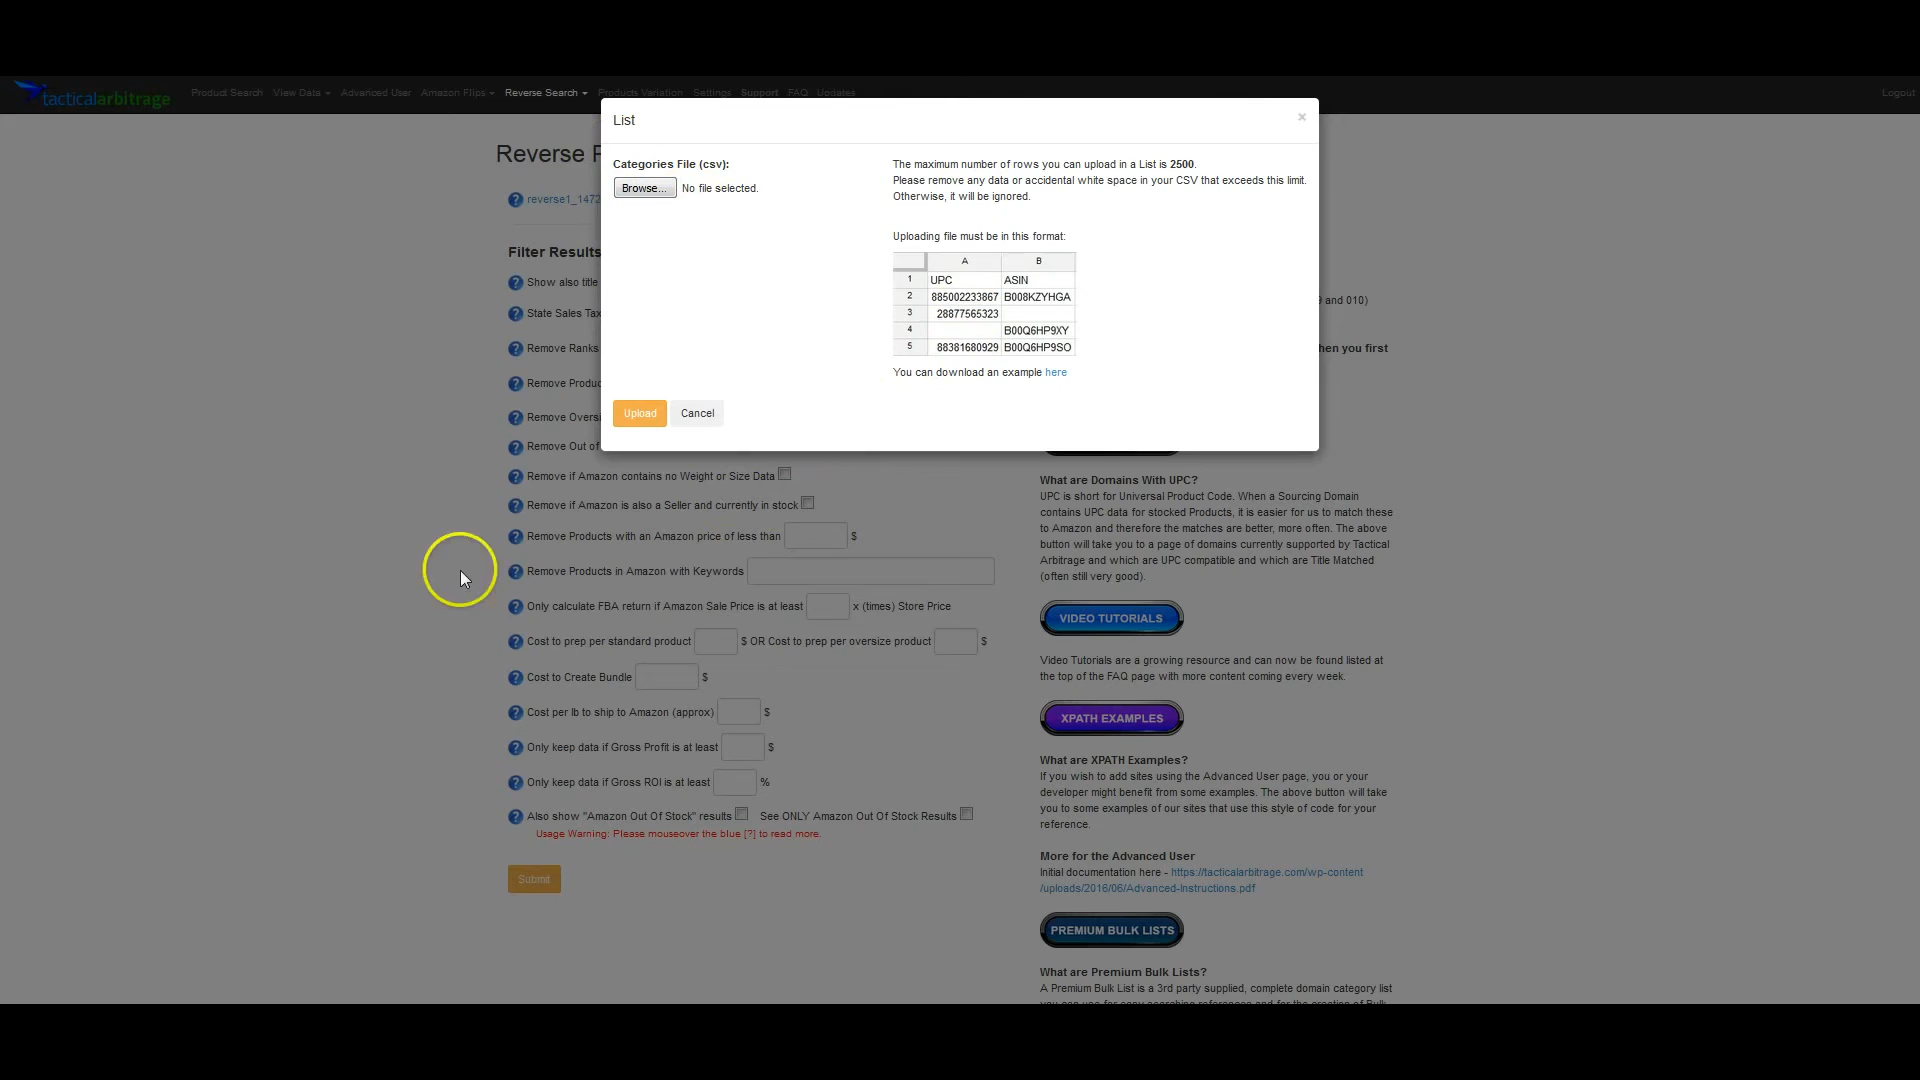 tacticalarbitrage
Product Search View Data Advanced User Amazon Flips Reverse Search Products Variation Settings Support FAQ Updates
Logout
List
×
Categories File (csv):
Browse... No file selected.
The maximum number of rows you can upload in a List is 2500.
Please remove any data or accidental white space in your CSV that exceeds this limit.
Otherwise, it will be ignored.
Uploading file must be in this format:
A B
1 UPC ASIN
2 885002233867 B008KZYHGA
3 28877565323
4 B00Q6HP9XY
5 88381680929 B00Q6HP9SO
You can download an example here
Upload Cancel
Reverse
? reverse1_1472
Filter Results
? Show also title
? State Sales Tax
9 and 010)
? Remove Ranks
hen you first
? Remove Produc
? Remove Oversi
? Remove Out of
? Remove if Amazon contains no Weight or Size Data
? Remove if Amazon is also a Seller and currently in stock
? Remove Products with an Amazon price of less than $
? Remove Products in Amazon with Keywords
? Only calculate FBA return if Amazon Sale Price is at least x (times) Store Price
? Cost to prep per standard product $ OR Cost to prep per oversize product $
? Cost to Create Bundle $
? Cost per lb to ship to Amazon (approx) $
? Only keep data if Gross Profit is at least $
? Only keep data if Gross ROI is at least %
? Also show "Amazon Out Of Stock" results See ONLY Amazon Out Of Stock Results
Usage Warning: Please mouseover the blue [?] to read more.
Submit
What are Domains With UPC?
UPC is short for Universal Product Code. When a Sourcing Domain
contains UPC data for stocked Products, it is easier for us to match these
to Amazon and therefore the matches are better, more often. The above
button will take you to a page of domains currently supported by Tactical
Arbitrage and which are UPC compatible and which are Title Matched
(often still very good).
VIDEO TUTORIALS
Video Tutorials are a growing resource and can now be found listed at
the top of the FAQ page with more content coming every week.
XPATH EXAMPLES
What are XPATH Examples?
If you wish to add sites using the Advanced User page, you or your
developer might benefit from some examples. The above button will take
you to some examples of our sites that use this style of code for your
reference.
More for the Advanced User
Initial documentation here - https://tacticalarbitrage.com/wp-content
/uploads/2016/06/Advanced-Instructions.pdf
PREMIUM BULK LISTS
What are Premium Bulk Lists?
A Premium Bulk List is a 3rd party supplied, complete domain category list